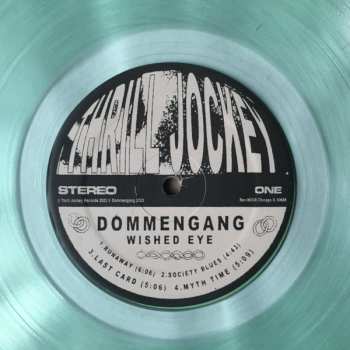 THRILL JOCKEY
STEREO
ONE
DOMMENGANG
WISHED EYE
1.RUNAWAY (6:06) 2.SOCIETY BLUES (4:43)
3.LAST CARD (5:06) 4.MYTH TIME (5:09)